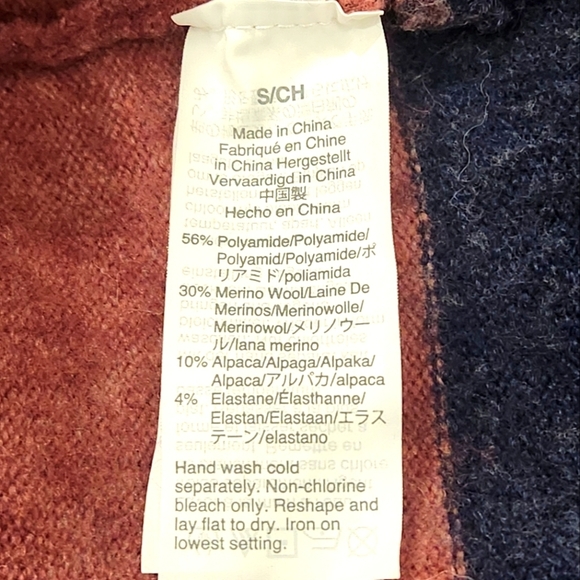 S/CH
Made in China
Fabriqué en Chine
in China Hergestellt
Vervaardigd in China
中国製
Hecho en China
56% Polyamide/Polyamide/
Polyamid/Polyamide/ポ
リアミド/poliamida
30% Merino Wool/Laine De
Merinos/Merinowolle/
Merinowol/メリノウー
ル/lana merino
10% Alpaca/Alpaga/Alpaka/
Alpaca/アルパカ/alpaca
4% Elastane/Élasthanne/
Elastan/Elastaan/エラス
テーン/elastano
Hand wash cold
separately. Non-chlorine
bleach only. Reshape and
lay flat to dry. Iron on
lowest setting.